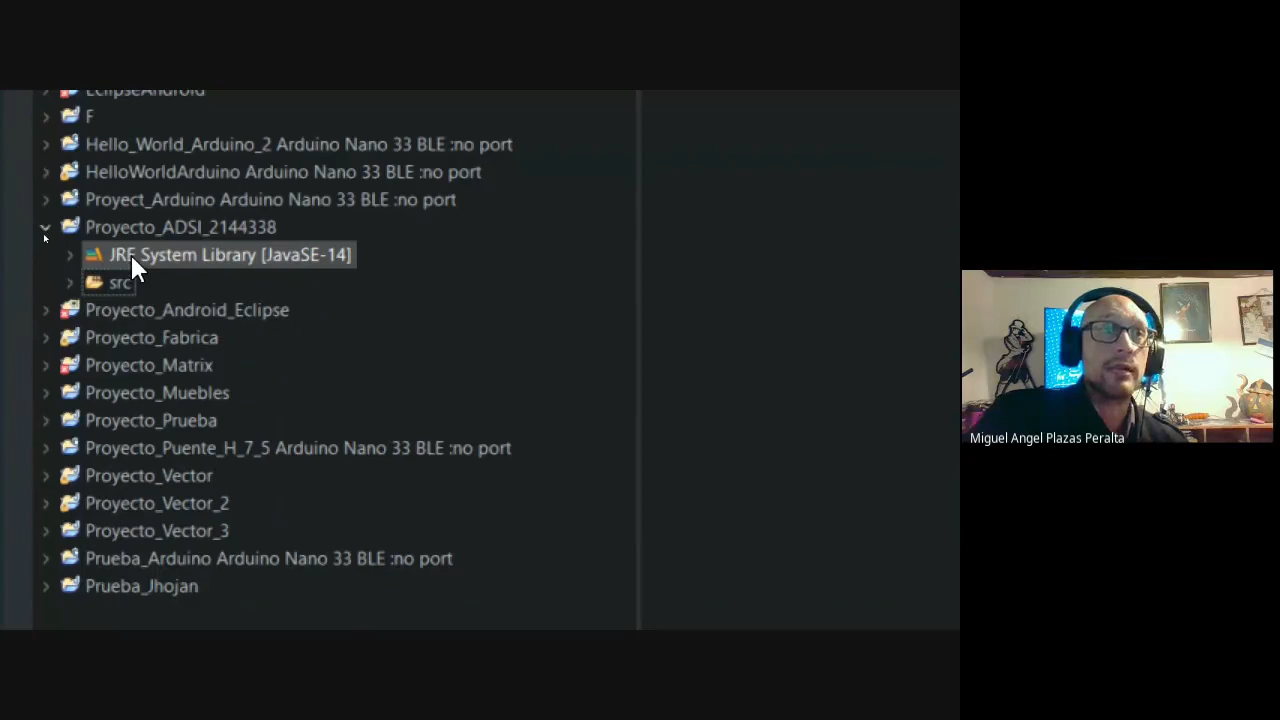 EclipseAndroid
F
Hello_World_Arduino_2 Arduino Nano 33 BLE :no port
HelloWorldArduino Arduino Nano 33 BLE :no port
Proyect_Arduino Arduino Nano 33 BLE :no port
Proyecto_ADSI_2144338
JRE System Library [JavaSE-14]
src
Proyecto_Android_Eclipse
Proyecto_Fabrica
Proyecto_Matrix
Proyecto_Muebles
Proyecto_Prueba
Proyecto_Puente_H_7_5 Arduino Nano 33 BLE :no port
Proyecto_Vector
Proyecto_Vector_2
Proyecto_Vector_3
Prueba_Arduino Arduino Nano 33 BLE :no port
Prueba_Jhojan
Miguel Angel Plazas Peralta